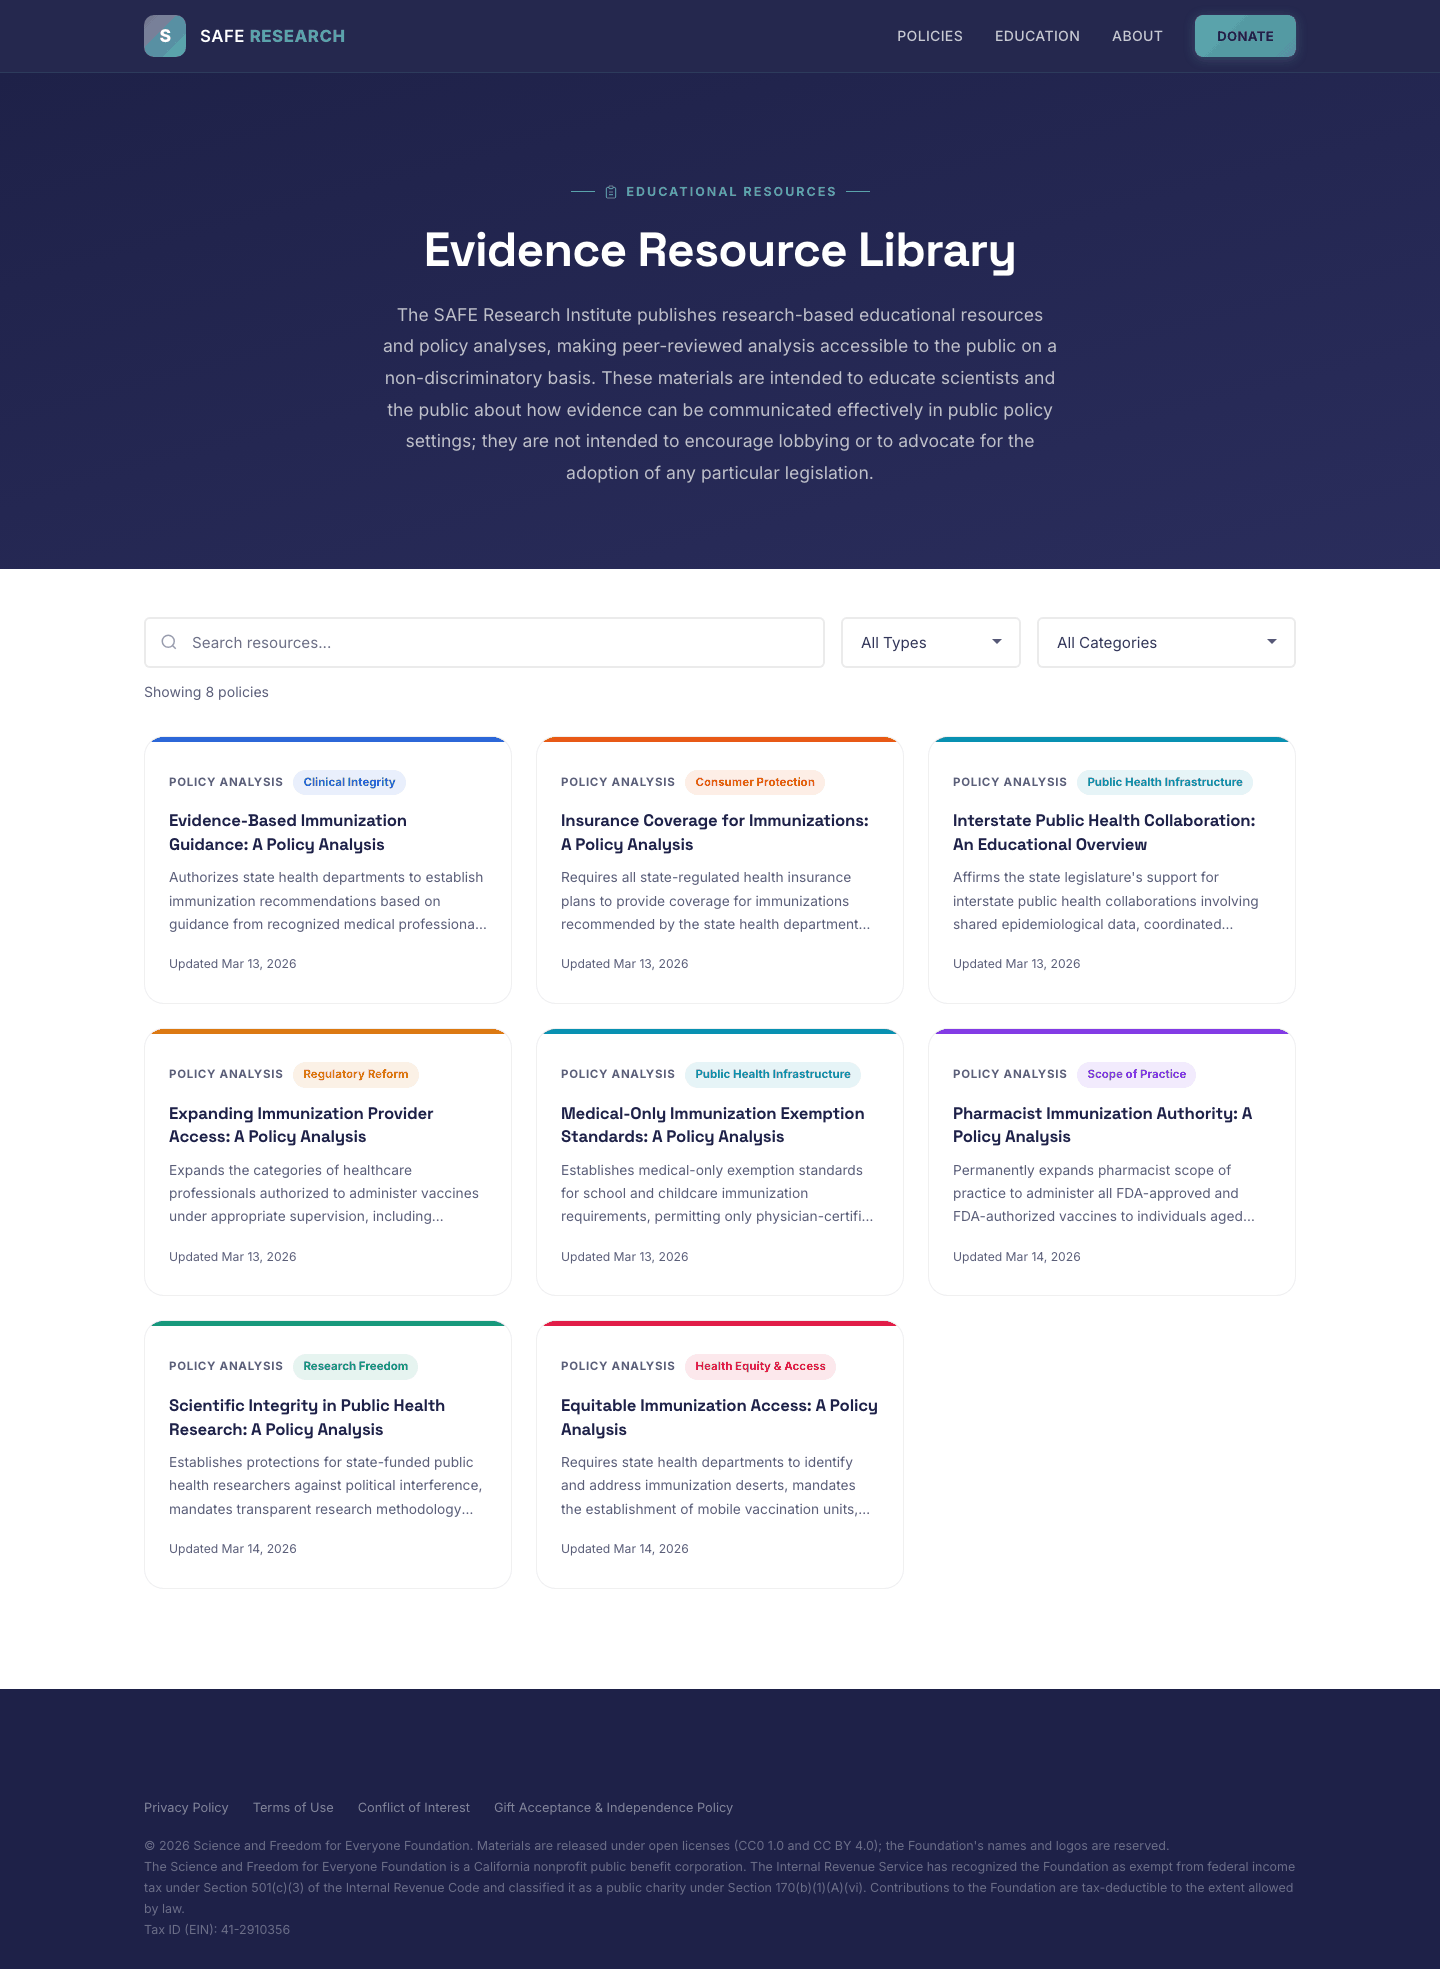 S
SAFE RESEARCH
POLICIES
EDUCATION
ABOUT
DONATE
EDUCATIONAL RESOURCES
Evidence Resource Library
The SAFE Research Institute publishes research-based educational resources
and policy analyses, making peer-reviewed analysis accessible to the public on a
non-discriminatory basis. These materials are intended to educate scientists and
the public about how evidence can be communicated effectively in public policy
settings; they are not intended to encourage lobbying or to advocate for the
adoption of any particular legislation.
Search resources...
All Types
All Categories
Showing 8 policies
POLICY ANALYSIS
Clinical Integrity
Evidence-Based Immunization
Guidance: A Policy Analysis
Authorizes state health departments to establish
immunization recommendations based on
guidance from recognized medical professiona...
Updated Mar 13, 2026
POLICY ANALYSIS
Consumer Protection
Insurance Coverage for Immunizations:
A Policy Analysis
Requires all state-regulated health insurance
plans to provide coverage for immunizations
recommended by the state health department...
Updated Mar 13, 2026
POLICY ANALYSIS
Public Health Infrastructure
Interstate Public Health Collaboration:
An Educational Overview
Affirms the state legislature's support for
interstate public health collaborations involving
shared epidemiological data, coordinated...
Updated Mar 13, 2026
POLICY ANALYSIS
Regulatory Reform
Expanding Immunization Provider
Access: A Policy Analysis
Expands the categories of healthcare
professionals authorized to administer vaccines
under appropriate supervision, including...
Updated Mar 13, 2026
POLICY ANALYSIS
Public Health Infrastructure
Medical-Only Immunization Exemption
Standards: A Policy Analysis
Establishes medical-only exemption standards
for school and childcare immunization
requirements, permitting only physician-certifi...
Updated Mar 13, 2026
POLICY ANALYSIS
Scope of Practice
Pharmacist Immunization Authority: A
Policy Analysis
Permanently expands pharmacist scope of
practice to administer all FDA-approved and
FDA-authorized vaccines to individuals aged...
Updated Mar 14, 2026
POLICY ANALYSIS
Research Freedom
Scientific Integrity in Public Health
Research: A Policy Analysis
Establishes protections for state-funded public
health researchers against political interference,
mandates transparent research methodology...
Updated Mar 14, 2026
POLICY ANALYSIS
Health Equity & Access
Equitable Immunization Access: A Policy
Analysis
Requires state health departments to identify
and address immunization deserts, mandates
the establishment of mobile vaccination units,...
Updated Mar 14, 2026
Privacy Policy
Terms of Use
Conflict of Interest
Gift Acceptance & Independence Policy
© 2026 Science and Freedom for Everyone Foundation. Materials are released under open licenses (CC0 1.0 and CC BY 4.0); the Foundation's names and logos are reserved.
The Science and Freedom for Everyone Foundation is a California nonprofit public benefit corporation. The Internal Revenue Service has recognized the Foundation as exempt from federal income
tax under Section 501(c)(3) of the Internal Revenue Code and classified it as a public charity under Section 170(b)(1)(A)(vi). Contributions to the Foundation are tax-deductible to the extent allowed
by law.
Tax ID (EIN): 41-2910356